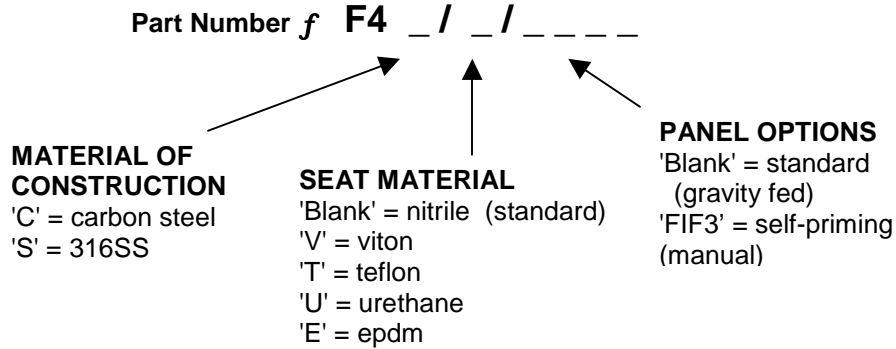 Part Number ƒ F4 _ / _ / _ _ _ _
MATERIAL OF
CONSTRUCTION
'C' = carbon steel
'S' = 316SS
SEAT MATERIAL
'Blank' = nitrile (standard)
'V' = viton
'T' = teflon
'U' = urethane
'E' = epdm
PANEL OPTIONS
'Blank' = standard
(gravity fed)
'FIF3’ = self-priming
(manual)